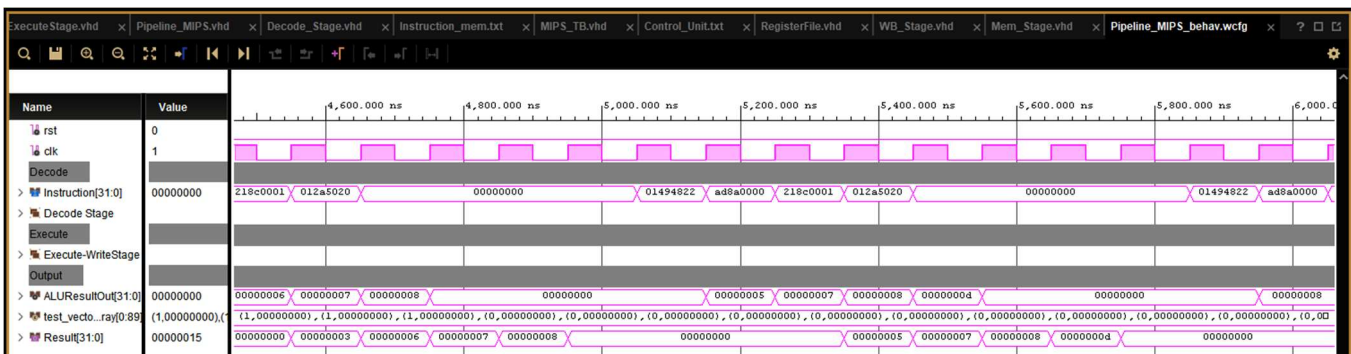 ExecuteStage.vhd x Pipeline_MIPS.vhd x Decode_Stage.vhd x Instruction_mem.txt x MIPS_TB.vhd x Control_Unit.txt x RegisterFile.vhd x WB_Stage.vhd x Mem_Stage.vhd x Pipeline_MIPS_behav.wcfg x ?
Name Value 4,600.000 ns 4,800.000 ns 5,000.000 ns 5,200.000 ns 5,400.000 ns 5,600.000 ns 5,800.000 ns 6,000.0
rst 0
clk 1
Decode
Instruction[31:0] 00000000 218c0001 012a5020 00000000 01494822 ad8a0000 218c0001 012a5020 00000000 01494822 ad8a0000
Decode Stage
Execute
Execute-WriteStage
Output
ALUResultOut[31:0] 00000000 00000006 00000007 00000008 00000000 00000005 00000007 00000008 0000000d 00000000 00000008
test_vecto...ray[0:89] (1,00000000),(1 (1,00000000),(1,00000000),(1,00000000),(0,00000000),(0,00000000),(0,00000000),(0,00000000),(0,00000000),(0,00000000),(0,00000000),(0,00000000),(0,00000000),(0,00000000),(0,00
Result[31:0] 00000015 00000000 00000003 00000006 00000007 00000008 00000000 00000005 00000007 00000008 0000000d 00000000